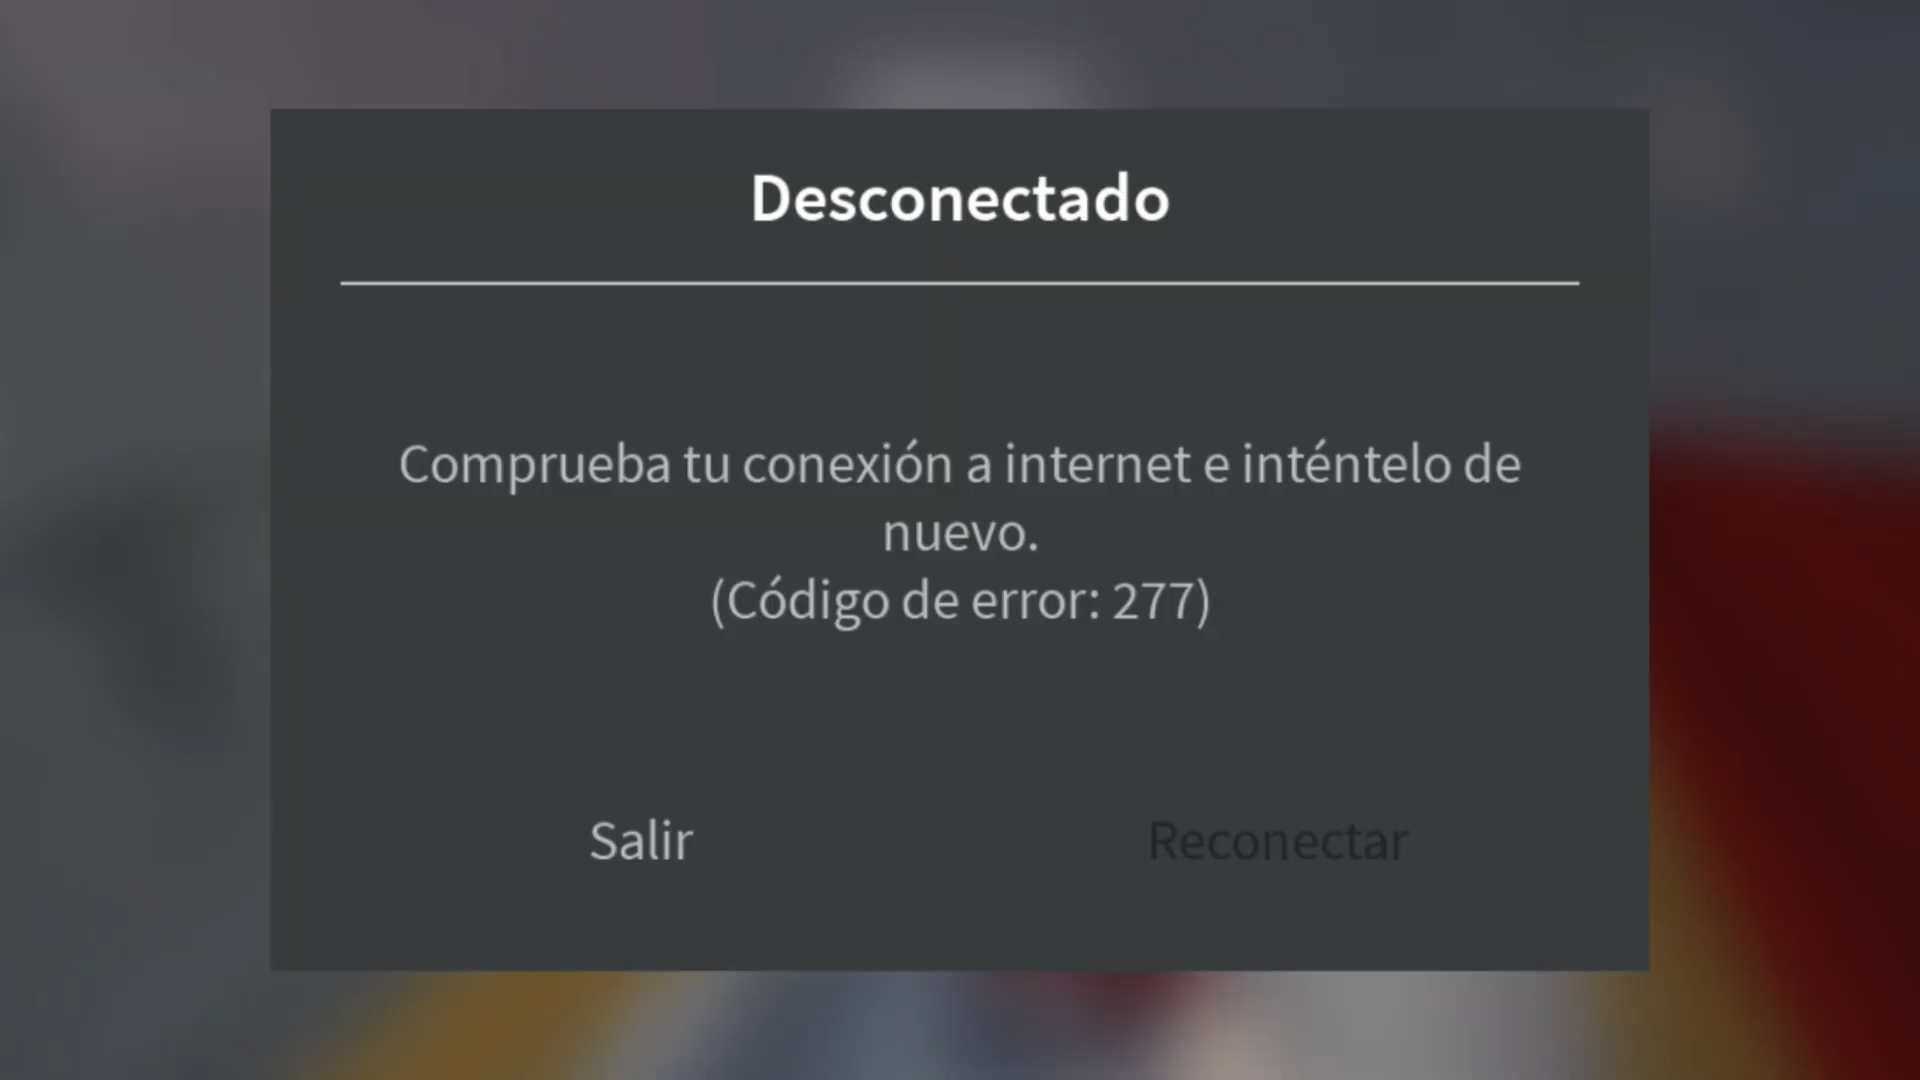 Desconectado
Comprueba tu conexión a internet e inténtelo de
nuevo.
(Código de error: 277)
Salir
Reconectar